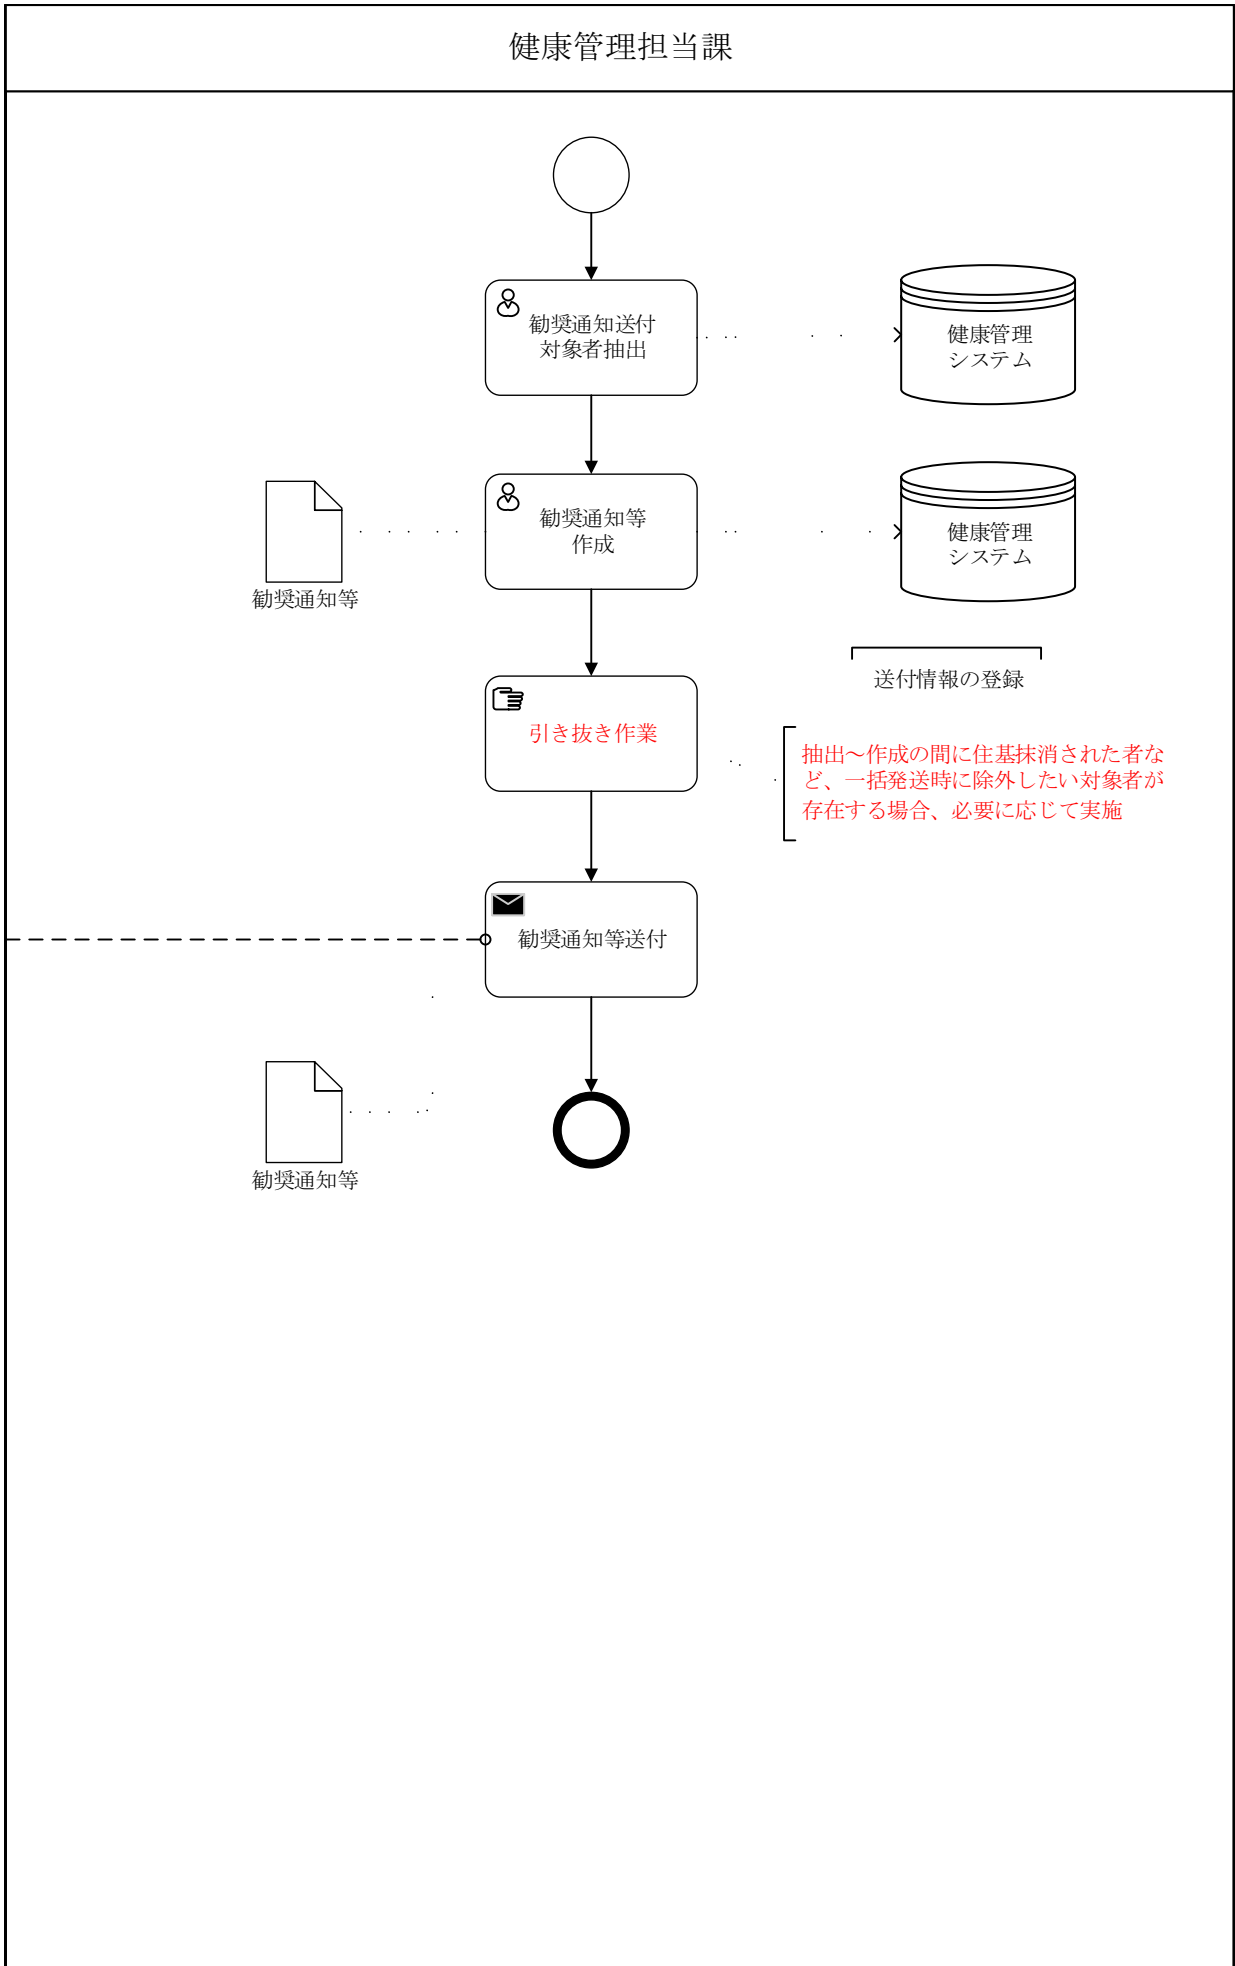 健康管理担当課
勧奨通知送付
対象者抽出
健康管理
システム
勧奨通知等
作成
健康管理
システム
勧奨通知等
送付情報の登録
引き抜き作業
抽出～作成の間に住基抹消された者な
ど、一括発送時に除外したい対象者が
存在する場合、必要に応じて実施
勧奨通知等送付
勧奨通知等